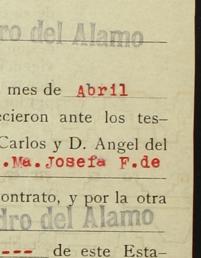 ro del Alamo
mes de Abril
ecieron ante los tes-
Carlos y D. Angel del
.Ma.Josefa F.de
ontrato, y por la otra
dro del Alamo
--- de este Esta-